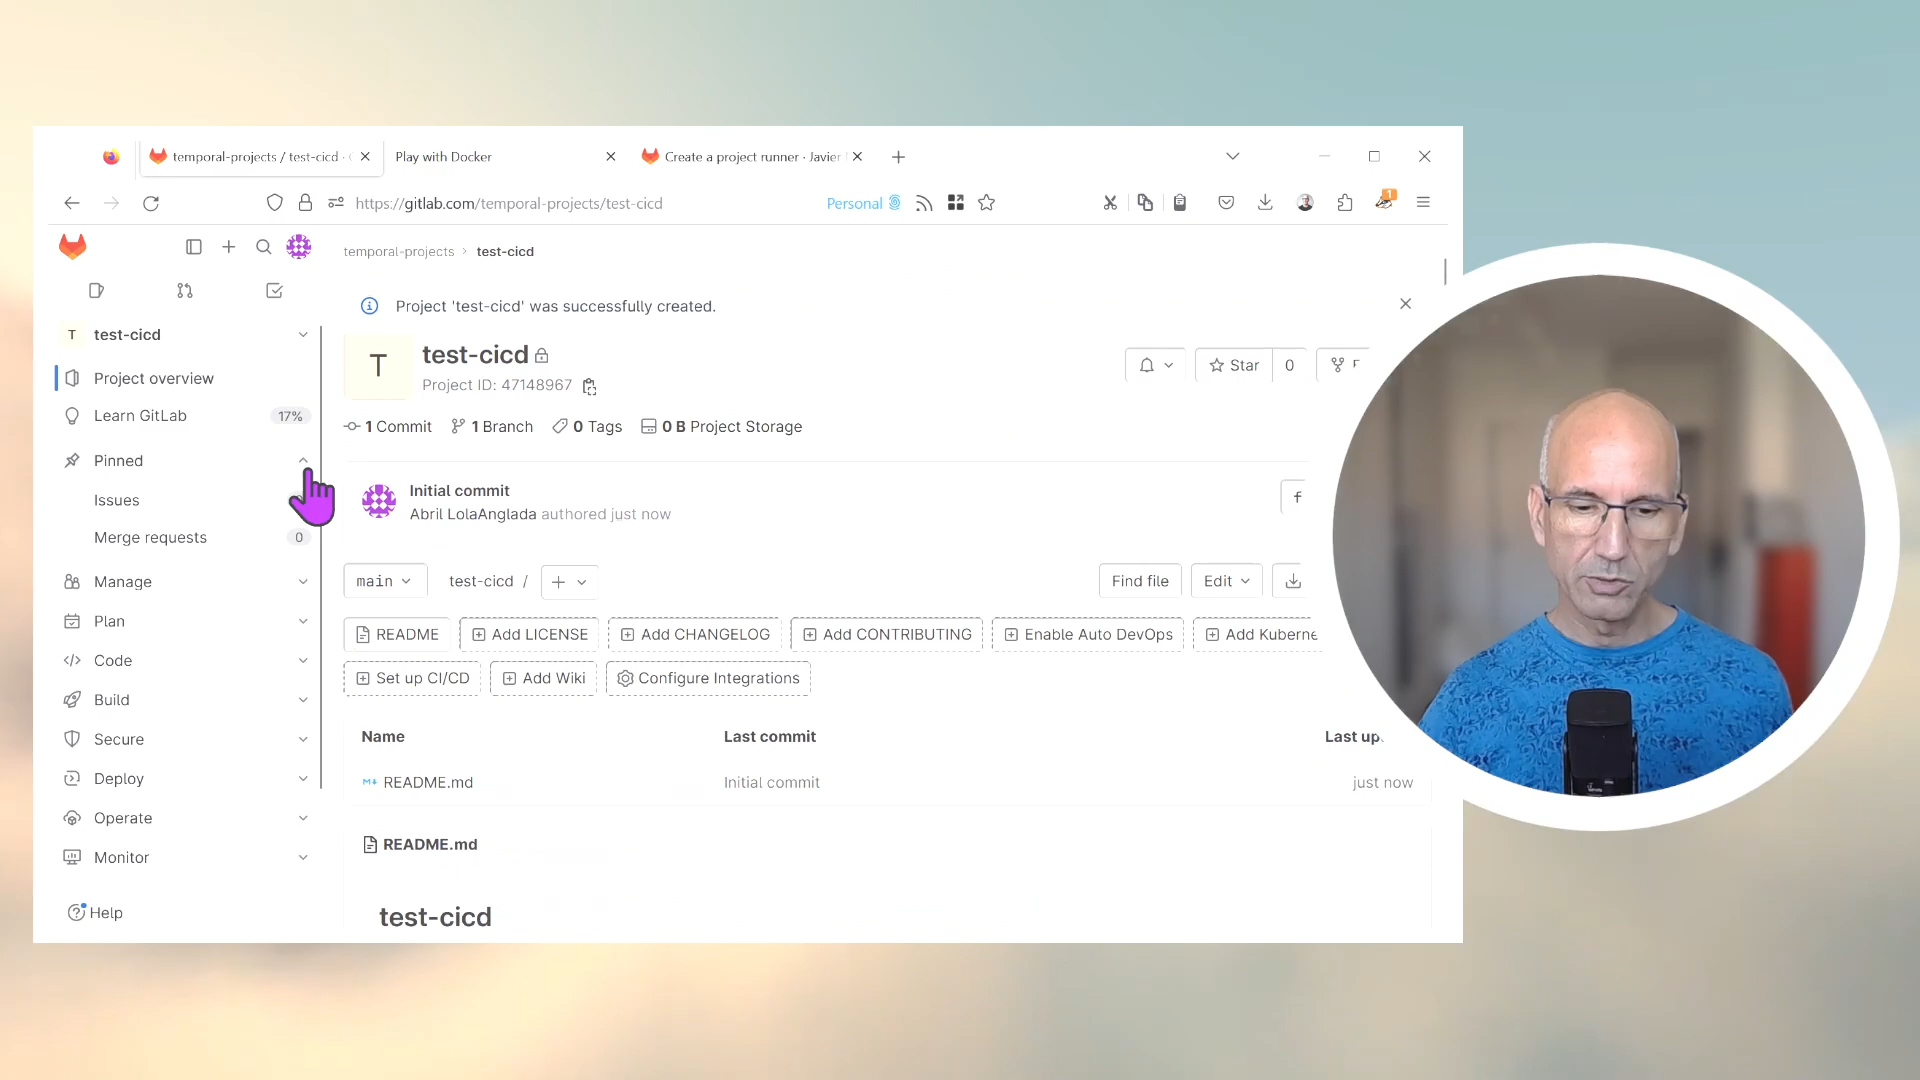 temporal-projects / test-cicd ·
Play with Docker
Create a project runner · Javier
https://gitlab.com/temporal-projects/test-cicd
Personal
1
temporal-projects > test-cicd
Project 'test-cicd' was successfully created.
T test-cicd
Project overview
Learn GitLab 17%
Pinned
Issues
Merge requests 0
Manage
Plan
Code
Build
Secure
Deploy
Operate
Monitor
Help
T
test-cicd
Project ID: 47148967
Star 0
1 Commit 1 Branch 0 Tags 0 B Project Storage
Initial commit
Abril LolaAnglada authored just now
f
main test-cicd / Find file Edit
README Add LICENSE Add CHANGELOG Add CONTRIBUTING Enable Auto DevOps Add Kuberne
Set up CI/CD Add Wiki Configure Integrations
Name Last commit Last up
README.md Initial commit just now
README.md
test-cicd